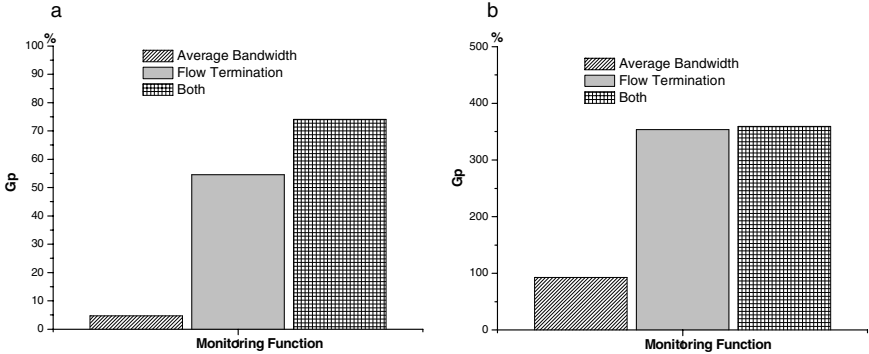 a
%
100
90
80
70
60
50
40
30
20
10
0
Gp
Average Bandwidth
Flow Termination
Both
Monitoring Function
b
%
500
400
300
200
100
0
Gp
Average Bandwidth
Flow Termination
Both
Monitoring Function